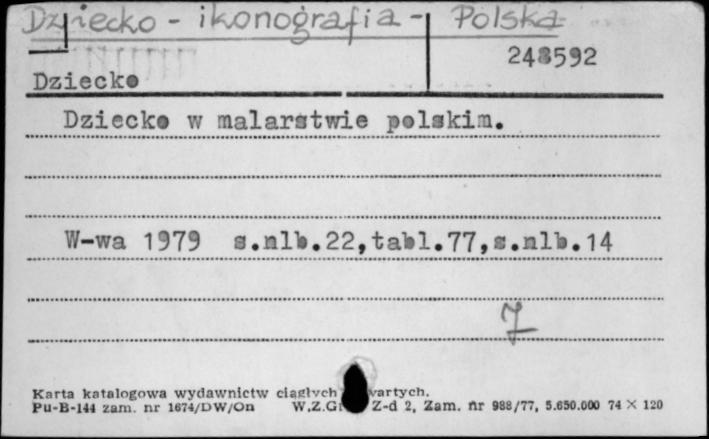 Dziecko - ikonografia - Polska
248592
Dziecko
Dziecko w malarstwie polskim.
W-wa 1979 s.nlb.22,tabl.77,s.nlb.14
7
Karta katalogowa wydawnictw ciągłych
Pu-B-144 zam. nr 1674/DW/On W.Z.G Z-d 2, Zam. nr 988/77, 5.650.000 74 × 120